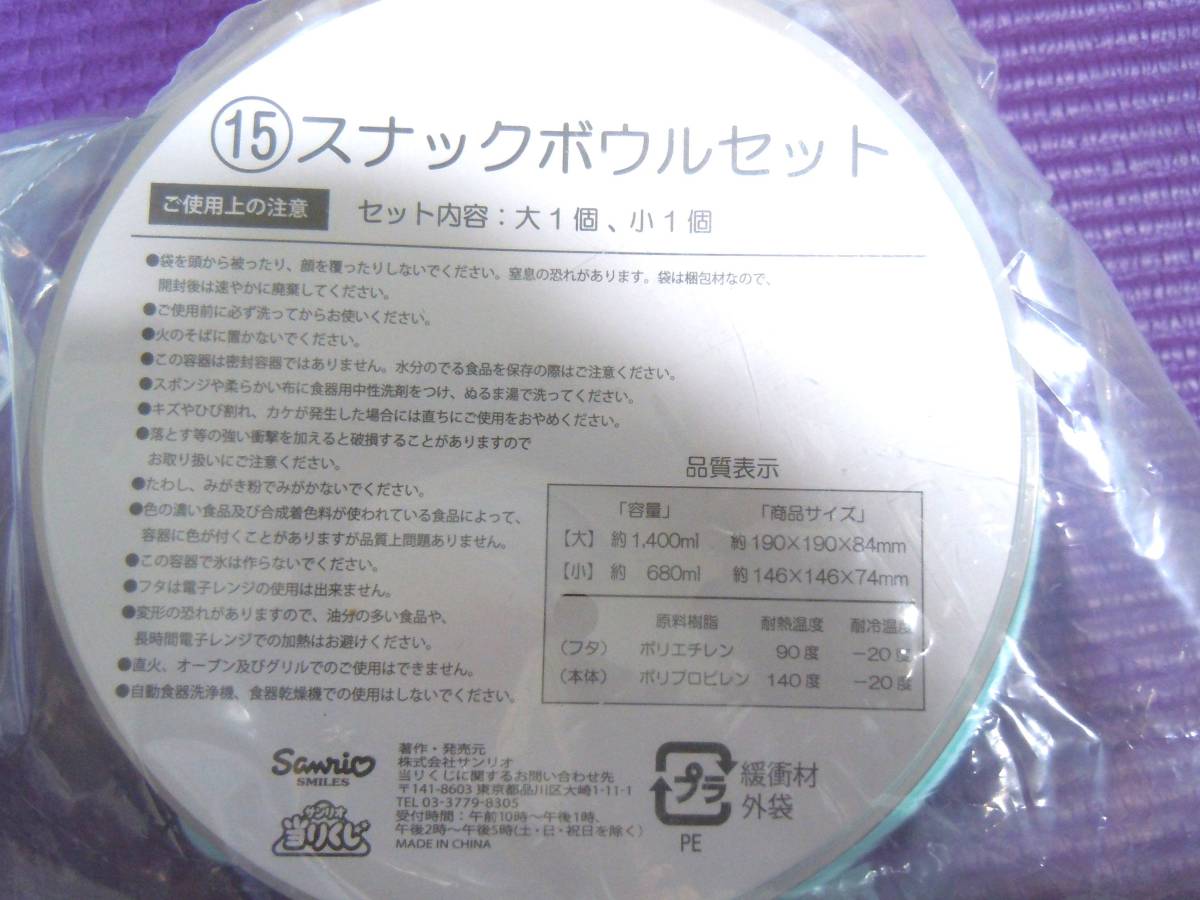 ⑮スナックボウルセット
ご使用上の注意
セット内容：大1個、小1個
●袋を頭から被ったり、顔を覆ったりしないでください。窒息の恐れがあります。袋は梱包材なので、
開封後は速やかに廃棄してください。
●ご使用前に必ず洗ってからお使いください。
●火のそばに置かないでください。
●この容器は密封容器ではありません。水分のでる食品を保存の際はご注意ください。
●スポンジや柔らかい布に食器用中性洗剤をつけ、ぬるま湯で洗ってください。
●キズやひび割れ、カケが発生した場合には直ちにご使用をおやめください。
●落とす等の強い衝撃を加えると破損することがありますので
お取り扱いにご注意ください。
●たわし、みがき粉でみがかないでください。
●色の濃い食品及び合成着色料が使われている食品によって、
容器に色が付くことがありますが品質上問題ありません。
●この容器で氷は作らないでください。
●フタは電子レンジの使用は出来ません。
●変形の恐れがありますので、油分の多い食品や、
長時間電子レンジでの加熱はお避けください。
●直火、オーブン及びグリルでのご使用はできません。
●自動食器洗浄機、食器乾燥機での使用はしないでください。
品質表示
「容量」 「商品サイズ」
【大】 約1,400ml 約190×190×84mm
【小】 約 680ml 約146×146×74mm
原料樹脂 耐熱温度 耐冷温度
（フタ） ポリエチレン 90度 －20度
（本体） ポリプロピレン 140度 －20度
Sanrio
SMILES
サンリオ
当りくじ
著作・発売元
株式会社サンリオ
当りくじに関するお問い合わせ先
〒141-8603 東京都品川区大崎1-11-1
TEL 03-3779-8305
受付時間：午前10時～午後1時、
午後2時～午後5時(土・日・祝日を除く)
MADE IN CHINA
プラ
PE
緩衝材
外袋